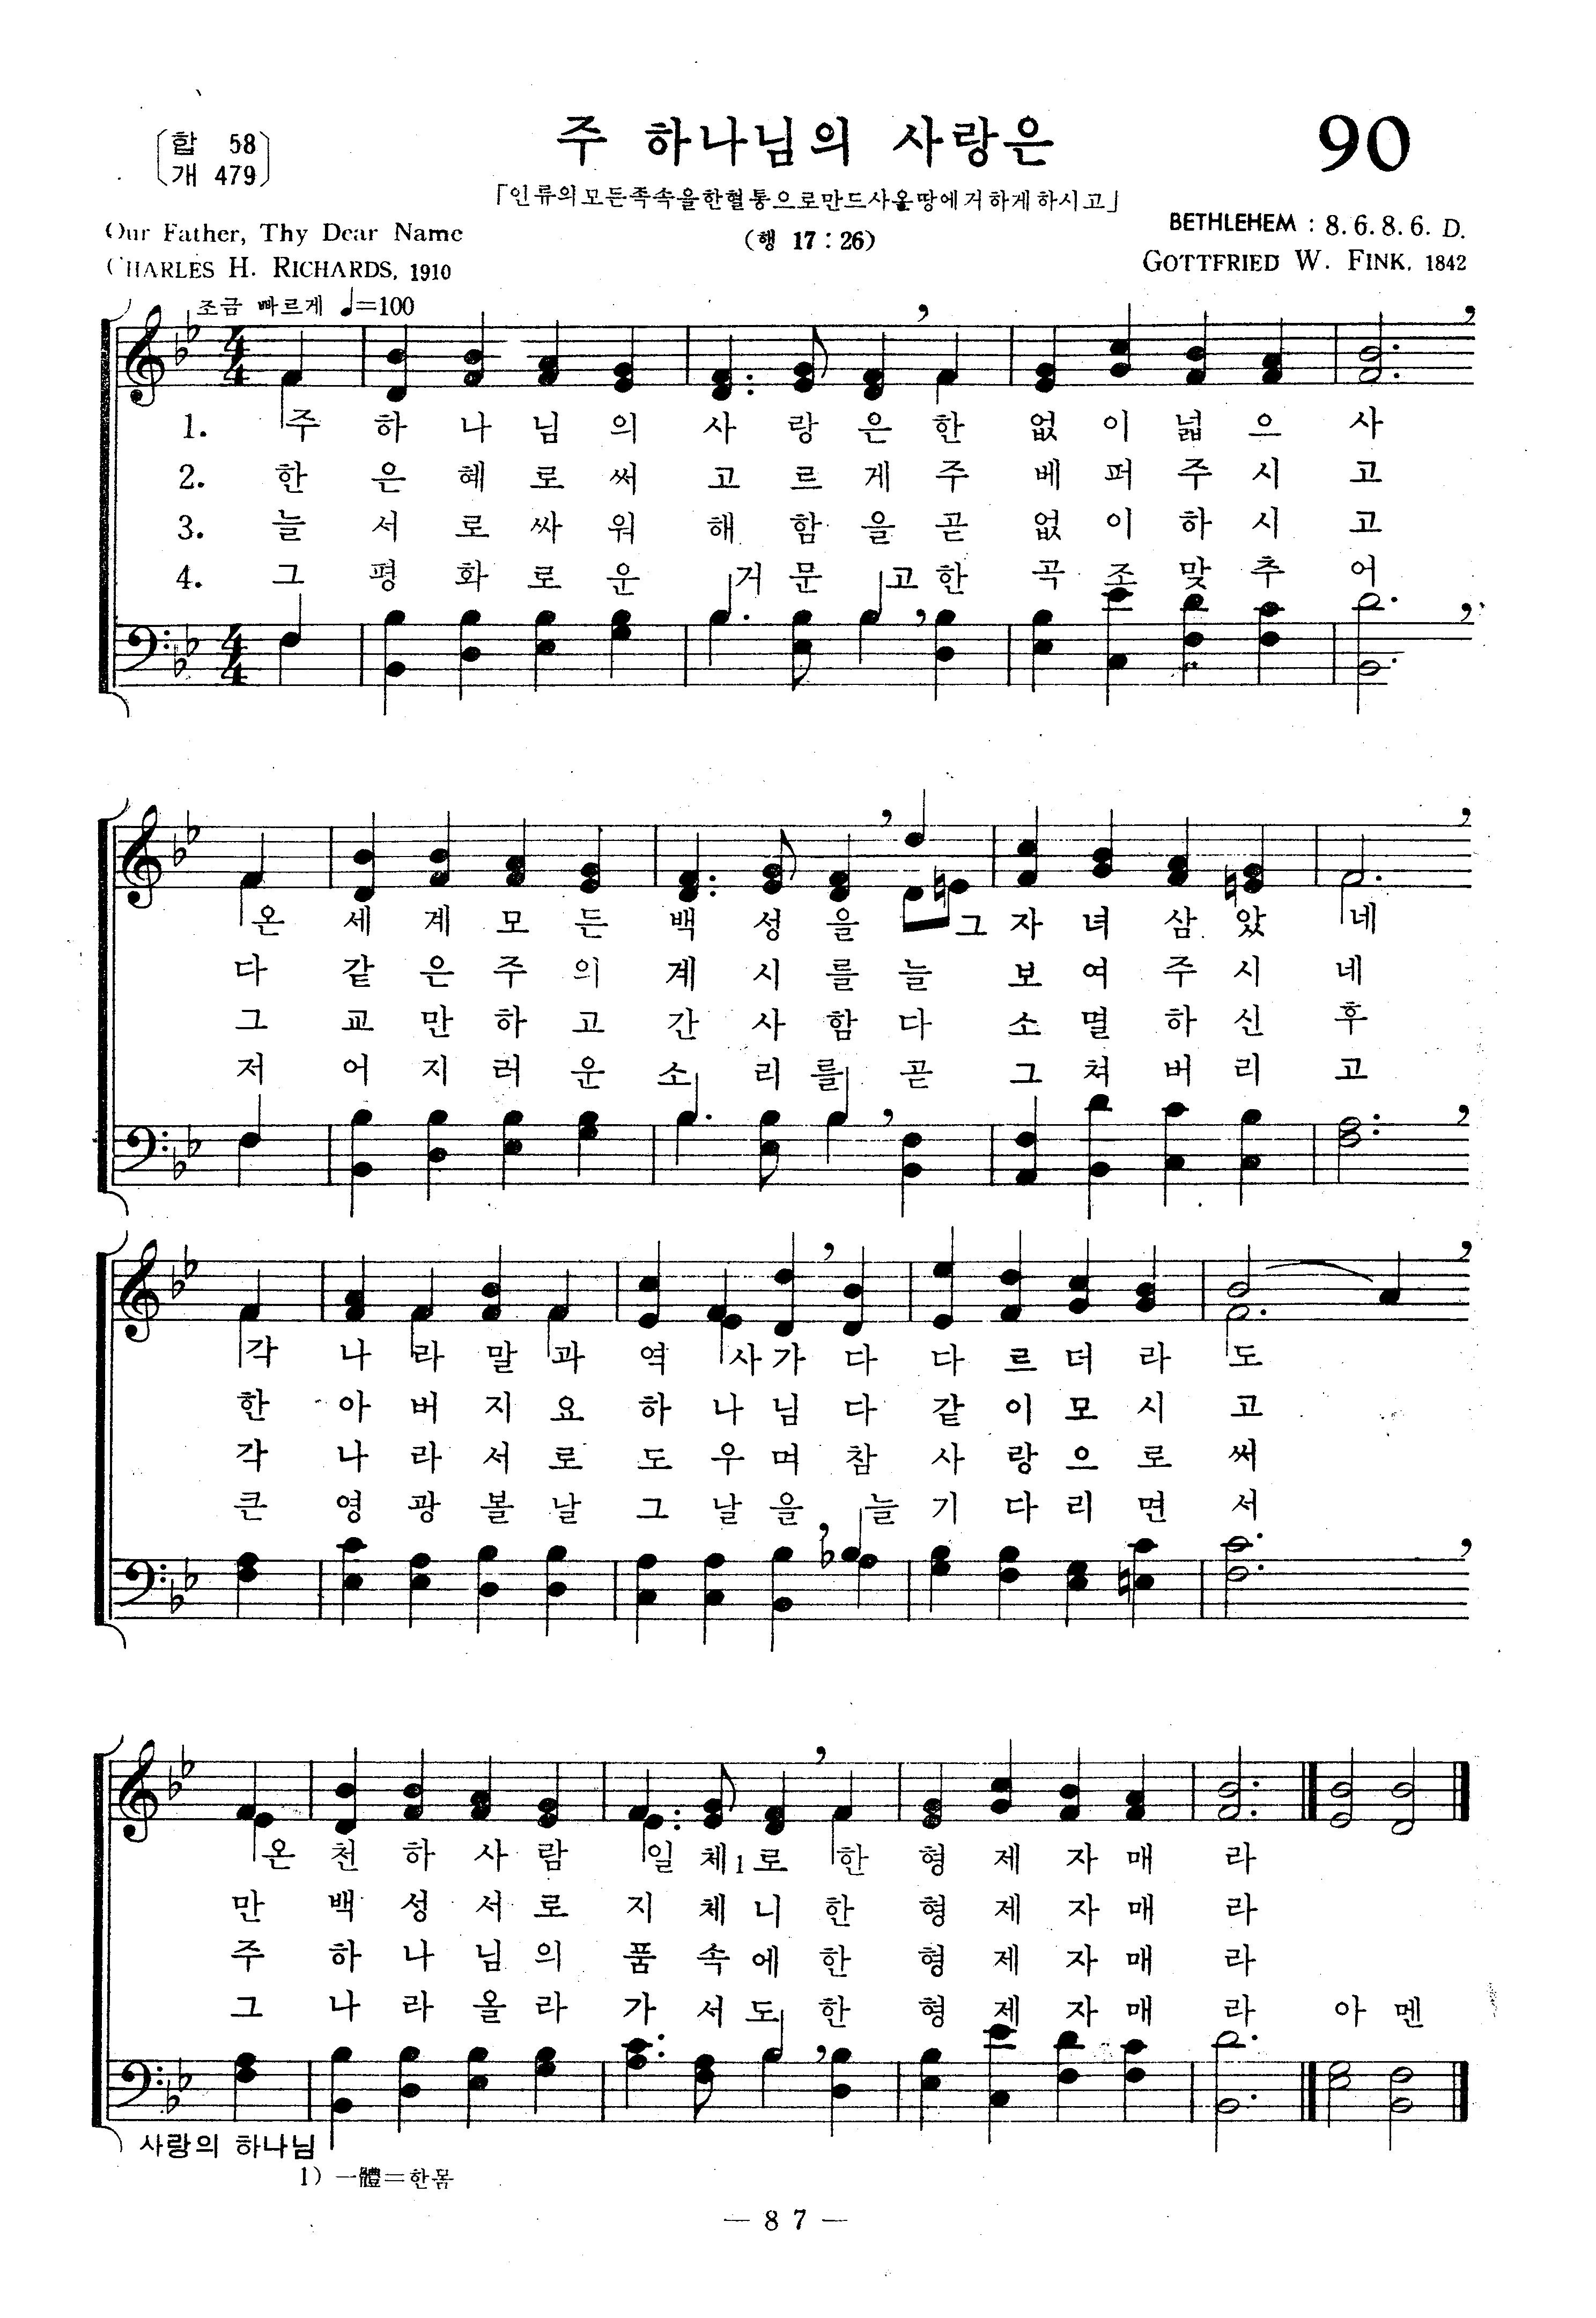 합 58
개 479
주 하나님의 사랑은
90
「인류의모든족속을한혈통으로만드사온땅에거하게하시고」
(행 17:26)
Our Father, Thy Dear Name
CHARLES H. RICHARDS, 1910
BETHLEHEM : 8. 6. 8. 6. D.
GOTTFRIED W. FINK, 1842
조금 빠르게 ♩=100
1. 주 하 나 님 의 사 랑 은 한 없 이 넓 으 사
2. 한 은 혜 로 써 고 르 게 주 베 퍼 주 시 고
3. 늘 서 로 싸 워 해 함 을 곧 없 이 하 시 고
4. 그 평 화 로 운 거 문 고 한 곡 조 맞 추 어
온 세 계 모 든 백 성 을 그 자 녀 삼 았 네
다 같 은 주 의 계 시 를 늘 보 여 주 시 네
그 교 만 하 고 간 사 함 다 소 멸 하 신 후
저 어 지 러 운 소 리 를 곧 그 쳐 버 리 고
각 나 라 말 과 역 사 가 다 다 르 더 라 도
한 아 버 지 요 하 나 님 다 같 이 모 시 고
각 나 라 서 로 도 우 며 참 사 랑 으 로 써
큰 영 광 볼 날 그 날 을 늘 기 다 리 면 서
온 천 하 사 람 일 체 1 로 한 형 제 자 매 라
만 백 성 서 로 지 체 니 한 형 제 자 매 라
주 하 나 님 의 품 속 에 한 형 제 자 매 라
그 나 라 올 라 가 서 도 한 형 제 자 매 라 아 멘
사랑의 하나님
1) 一體=한몸
— 8 7 —